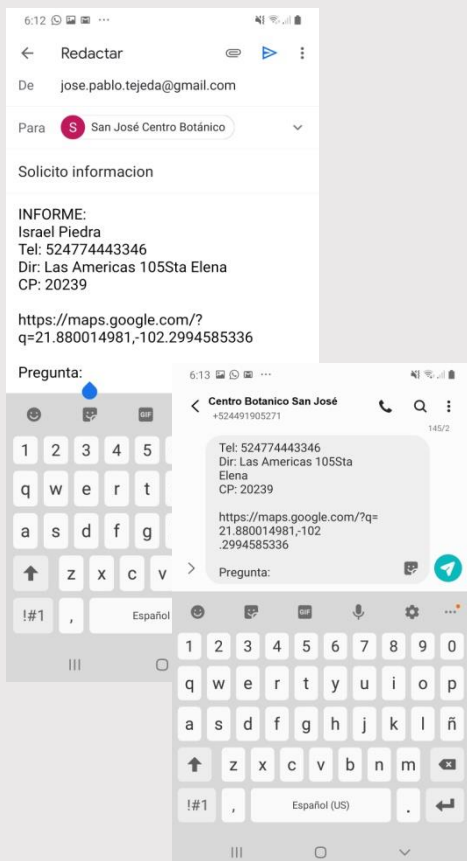 6:12
Redactar
De jose.pablo.tejeda@gmail.com
Para S San José Centro Botánico
Solicito informacion
INFORME:
Israel Piedra
Tel: 524774443346
Dir: Las Americas 105Sta Elena
CP: 20239
https://maps.google.com/?
q=21.880014981,-102.2994585336
Pregunta:
GIF
1 2 3 4 5
q w e r t
a s d f g
z x c v
!#1 , Español
6:13
Centro Botanico San José
+524491905271
145/2
Tel: 524774443346
Dir: Las Americas 105Sta
Elena
CP: 20239
https://maps.google.com/?q=
21.880014981,-102
.2994585336
Pregunta:
GIF
1 2 3 4 5 6 7 8 9 0
q w e r t y u i o p
a s d f g h j k l ñ
z x c v b n m
!#1 , Español (US) .